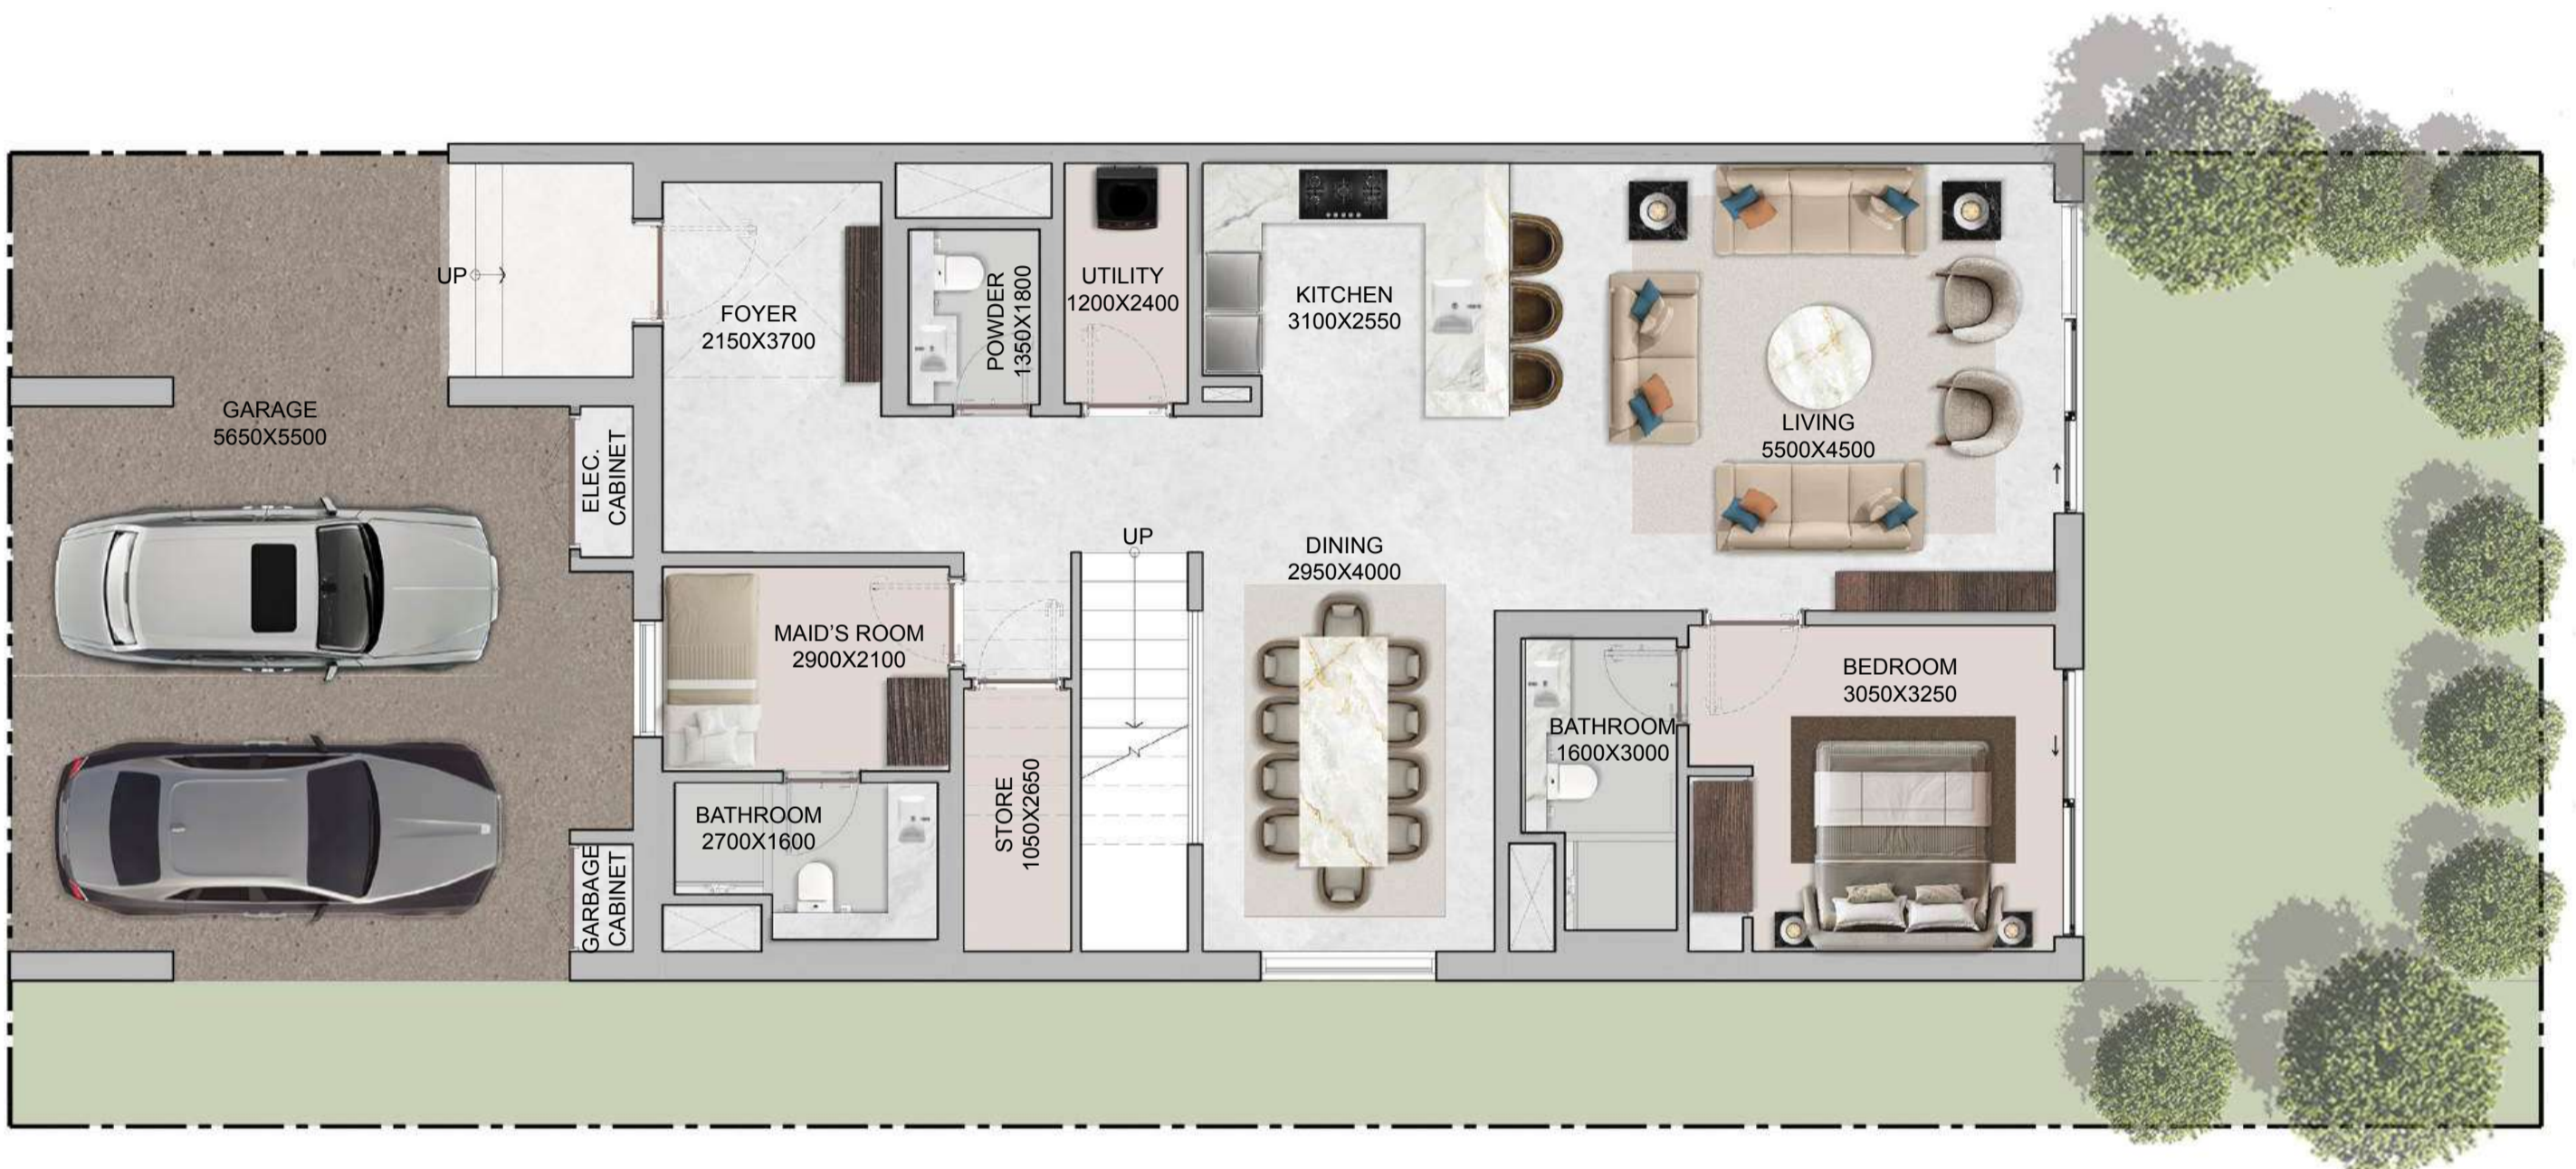 UP
FOYER
2150X3700
POWDER
1350X1800
UTILITY
1200X2400
KITCHEN
3100X2550
LIVING
5500X4500
GARAGE
5650X5500
ELEC.
CABINET
UP
DINING
2950X4000
MAID'S ROOM
2900X2100
BATHROOM
2700X1600
STORE
1050X2650
BATHROOM
1600X3000
BEDROOM
3050X3250
GARBAGE
CABINET